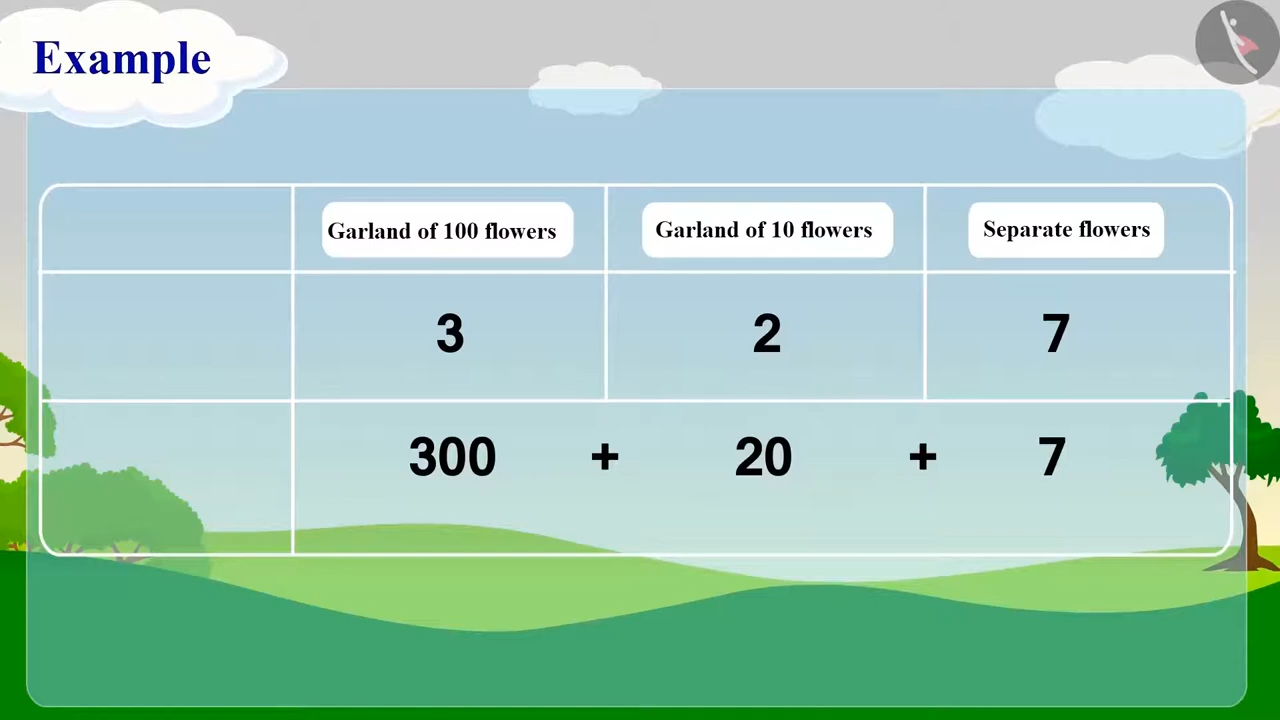 Example
Garland of 100 flowers Garland of 10 flowers Separate flowers
3 2 7
300 + 20 + 7